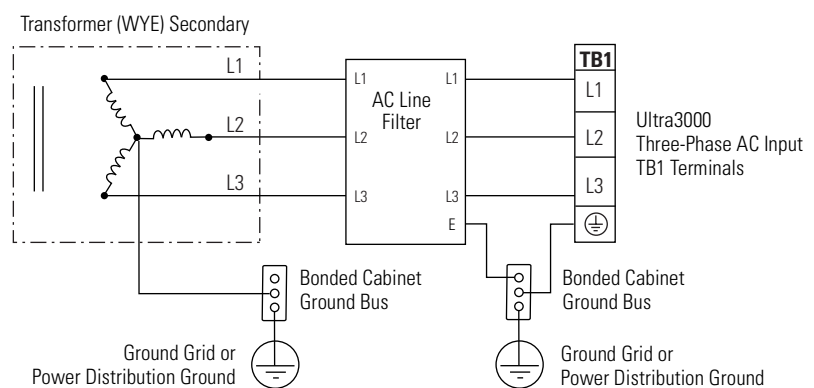 Transformer (WYE) Secondary
L1
L2
L3
AC Line
Filter
L1
L2
L3
L1
L2
L3
E
TB1
L1
L2
L3
Ultra3000
Three-Phase AC Input
TB1 Terminals
Bonded Cabinet
Ground Bus
Ground Grid or
Power Distribution Ground
Bonded Cabinet
Ground Bus
Ground Grid or
Power Distribution Ground